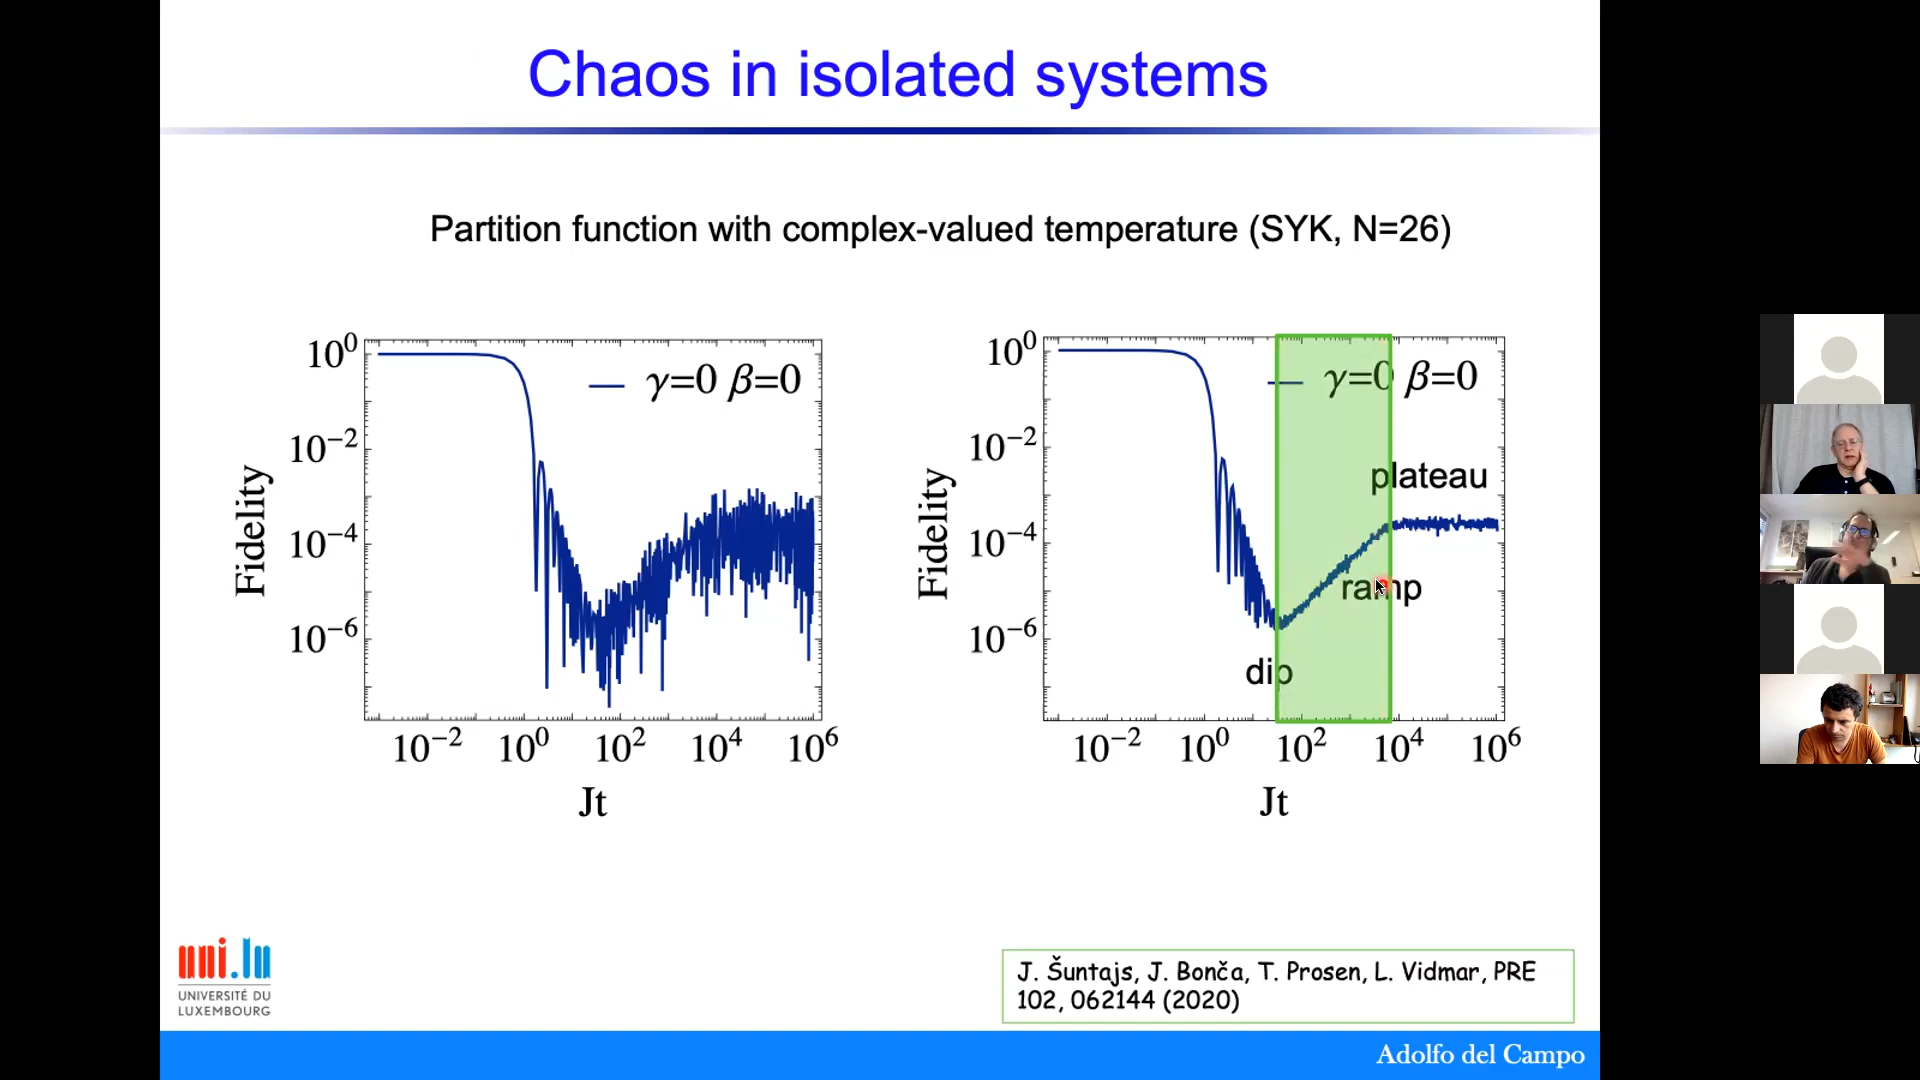 Chaos in isolated systems
Partition function with complex-valued temperature (SYK, N=26)
10⁰
10⁻²
10⁻⁴
10⁻⁶
Fidelity
γ=0 β=0
10⁻² 10⁰ 10² 10⁴ 10⁶
Jt
10⁰
10⁻²
10⁻⁴
10⁻⁶
Fidelity
γ=0 β=0
plateau
ramp
dip
10⁻² 10⁰ 10² 10⁴ 10⁶
Jt
uni.lu
UNIVERSITÉ DU
LUXEMBOURG
J. Šuntajs, J. Bonča, T. Prosen, L. Vidmar, PRE
102, 062144 (2020)
Adolfo del Campo